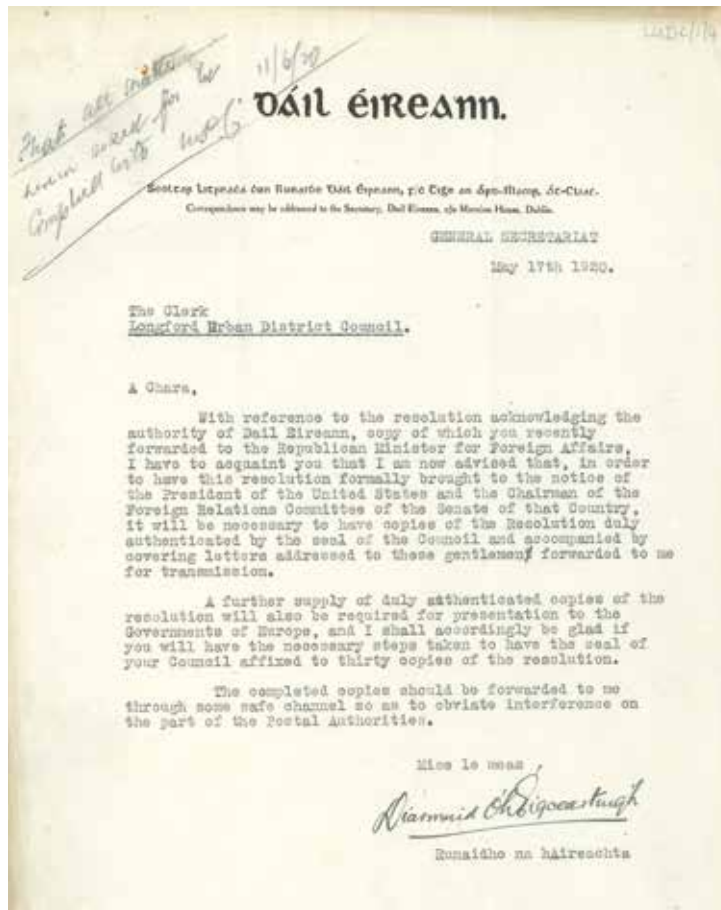 LUDC/1/4
That all matters
herein asked for be
complied with
11/6/20
Dáil Éireann.
Correspondence may be addressed to the Secretary, Dail Eireann, c/o Mansion House, Dublin.
GENERAL SECRETARIAT
May 17th 1920.
The Clerk
Longford Urban District Council.
A Chara,
With reference to the resolution acknowledging the
authority of Dail Eireann, copy of which you recently
forwarded to the Republican Minister for Foreign Affairs,
I have to acquaint you that I am now advised that, in order
to have this resolution formally brought to the notice of
the President of the United States and the Chairman of the
Foreign Relations Committee of the Senate of that Country,
it will be necessary to have copies of the Resolution duly
authenticated by the seal of the Council and accompanied by
covering letters addressed to these gentlemen forwarded to me
for transmission.
A further supply of duly authenticated copies of the
resolution will also be required for presentation to the
Governments of Europe, and I shall accordingly be glad if
you will have the necessary steps taken to have the seal of
your Council affixed to thirty copies of the resolution.
The completed copies should be forwarded to me
through some safe channel so as to obviate interference on
the part of the Postal Authorities.
Mise le meas
Diarmuid O'hEigceartuigh
Runaidhe na hAireachta